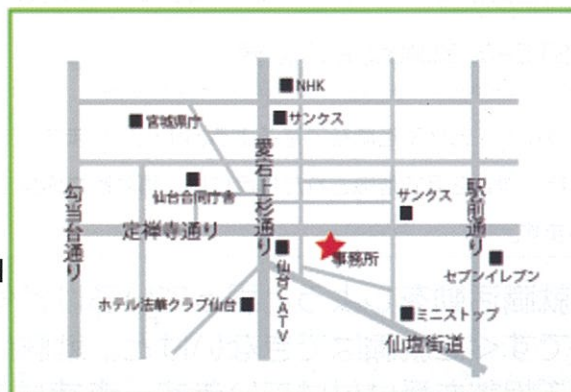 NHK
宮城県庁
サンクス
愛宕上杉通り
仙台合同庁舎
サンクス
駅前通り
勾当台通り
定禅寺通り
事務所
仙台CATV
セブンイレブン
ホテル法華クラブ仙台
ミニストップ
仙塩街道